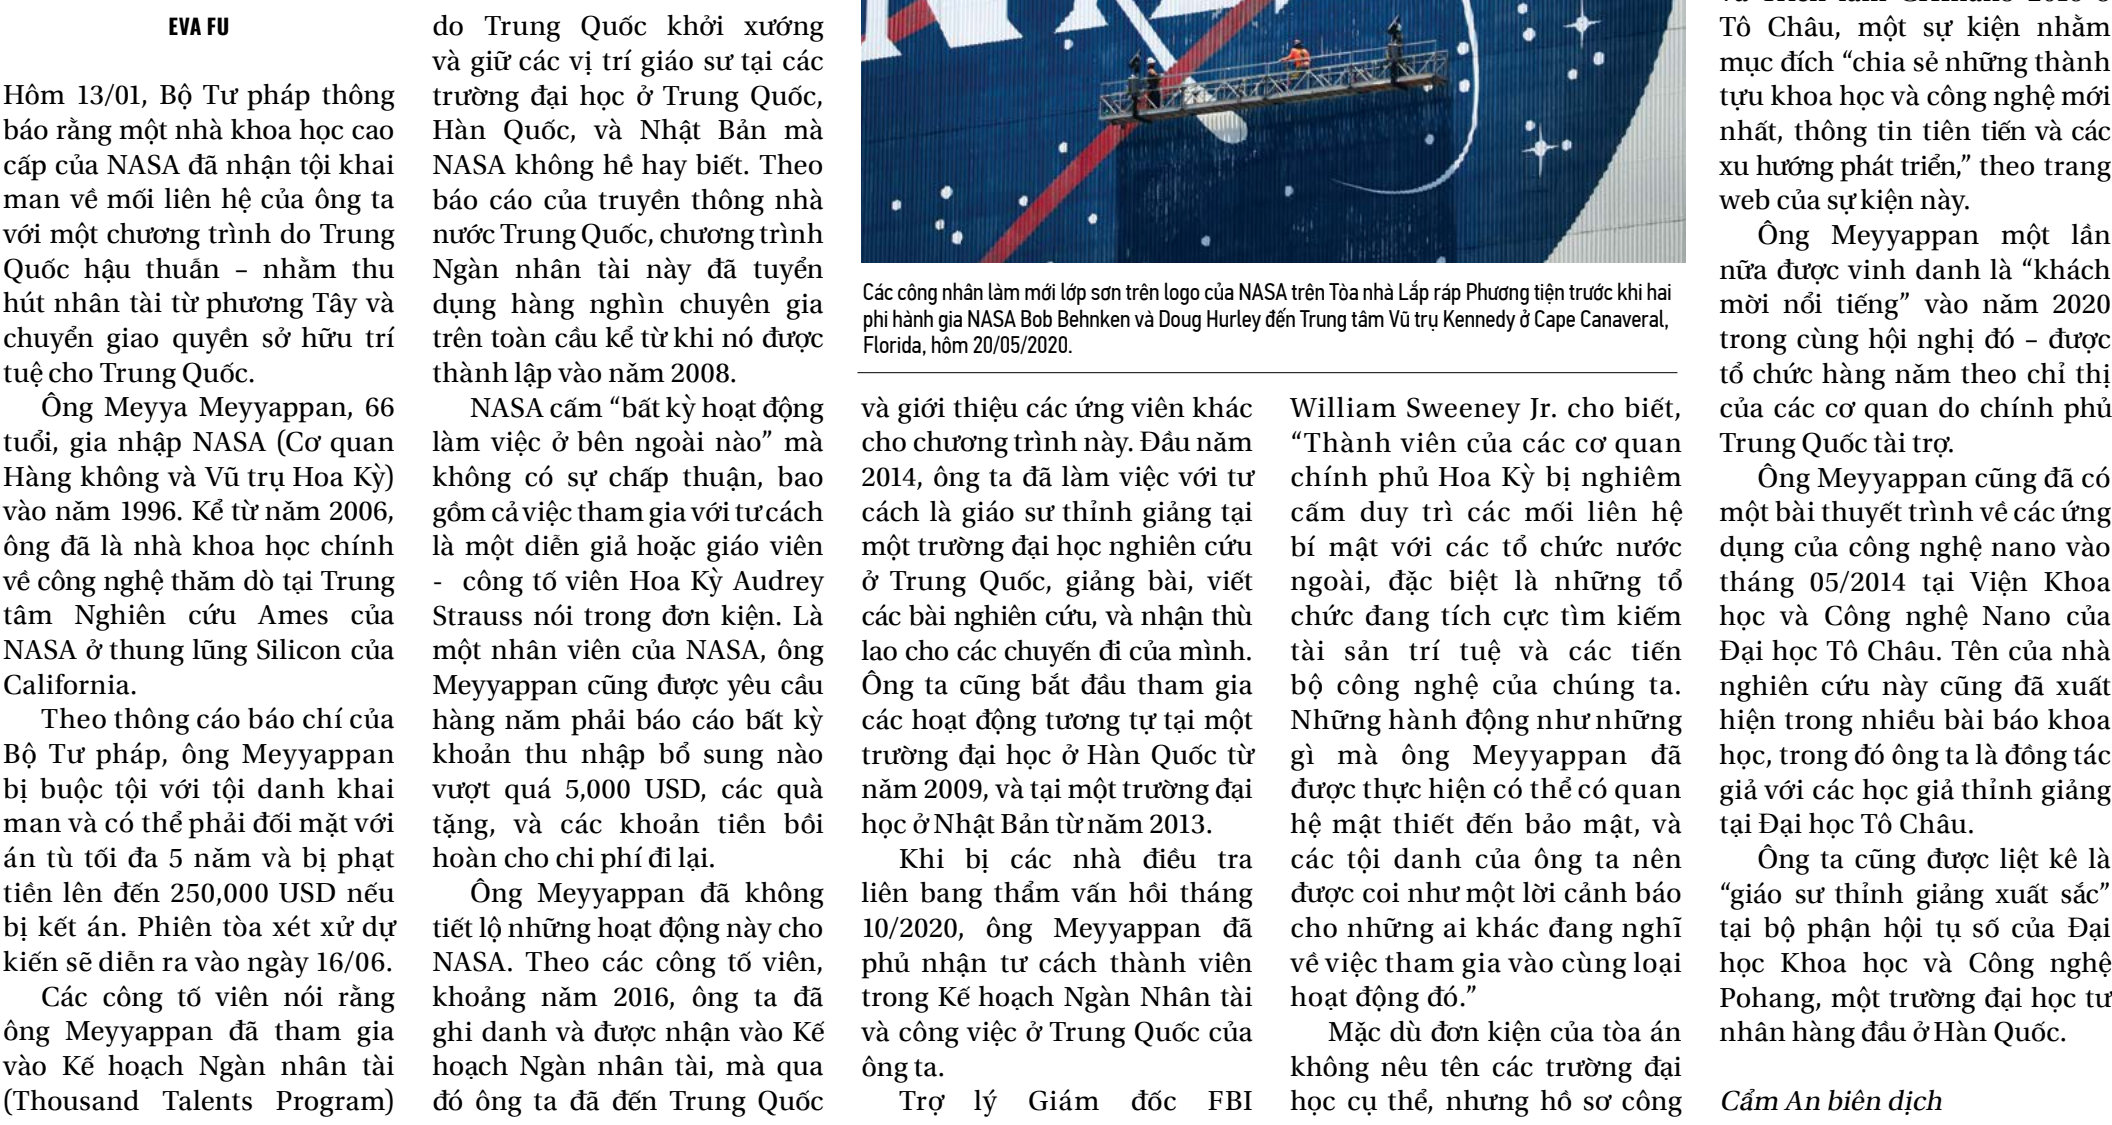 EVA FU
Hôm 13/01, Bộ Tư pháp thông
báo rằng một nhà khoa học cao
cấp của NASA đã nhận tội khai
man về mối liên hệ của ông ta
với một chương trình do Trung
Quốc hậu thuẫn – nhằm thu
hút nhân tài từ phương Tây và
chuyển giao quyền sở hữu trí
tuệ cho Trung Quốc.
Ông Meyya Meyyappan, 66
tuổi, gia nhập NASA (Cơ quan
Hàng không và Vũ trụ Hoa Kỳ)
vào năm 1996. Kể từ năm 2006,
ông đã là nhà khoa học chính
về công nghệ thăm dò tại Trung
tâm Nghiên cứu Ames của
NASA ở thung lũng Silicon của
California.
Theo thông cáo báo chí của
Bộ Tư pháp, ông Meyyappan
bị buộc tội với tội danh khai
man và có thể phải đối mặt với
án tù tối đa 5 năm và bị phạt
tiền lên đến 250,000 USD nếu
bị kết án. Phiên tòa xét xử dự
kiến sẽ diễn ra vào ngày 16/06.
Các công tố viên nói rằng
ông Meyyappan đã tham gia
vào Kế hoạch Ngàn nhân tài
(Thousand Talents Program)
do Trung Quốc khởi xướng
và giữ các vị trí giáo sư tại các
trường đại học ở Trung Quốc,
Hàn Quốc, và Nhật Bản mà
NASA không hề hay biết. Theo
báo cáo của truyền thông nhà
nước Trung Quốc, chương trình
Ngàn nhân tài này đã tuyển
dụng hàng nghìn chuyên gia
trên toàn cầu kể từ khi nó được
thành lập vào năm 2008.
NASA cấm “bất kỳ hoạt động
làm việc ở bên ngoài nào” mà
không có sự chấp thuận, bao
gồm cả việc tham gia với tư cách
là một diễn giả hoặc giáo viên
- công tố viên Hoa Kỳ Audrey
Strauss nói trong đơn kiện. Là
một nhân viên của NASA, ông
Meyyappan cũng được yêu cầu
hàng năm phải báo cáo bất kỳ
khoản thu nhập bổ sung nào
vượt quá 5,000 USD, các quà
tặng, và các khoản tiền bồi
hoàn cho chi phí đi lại.
Ông Meyyappan đã không
tiết lộ những hoạt động này cho
NASA. Theo các công tố viên,
khoảng năm 2016, ông ta đã
ghi danh và được nhận vào Kế
hoạch Ngàn nhân tài, mà qua
đó ông ta đã đến Trung Quốc
Các công nhân làm mới lớp sơn trên logo của NASA trên Tòa nhà Lắp ráp Phương tiện trước khi hai
phi hành gia NASA Bob Behnken và Doug Hurley đến Trung tâm Vũ trụ Kennedy ở Cape Canaveral,
Florida, hôm 20/05/2020.
và giới thiệu các ứng viên khác
cho chương trình này. Đầu năm
2014, ông ta đã làm việc với tư
cách là giáo sư thỉnh giảng tại
một trường đại học nghiên cứu
ở Trung Quốc, giảng bài, viết
các bài nghiên cứu, và nhận thù
lao cho các chuyến đi của mình.
Ông ta cũng bắt đầu tham gia
các hoạt động tương tự tại một
trường đại học ở Hàn Quốc từ
năm 2009, và tại một trường đại
học ở Nhật Bản từ năm 2013.
Khi bị các nhà điều tra
liên bang thẩm vấn hồi tháng
10/2020, ông Meyyappan đã
phủ nhận tư cách thành viên
trong Kế hoạch Ngàn Nhân tài
và công việc ở Trung Quốc của
ông ta.
Trợ lý Giám đốc FBI
William Sweeney Jr. cho biết,
“Thành viên của các cơ quan
chính phủ Hoa Kỳ bị nghiêm
cấm duy trì các mối liên hệ
bí mật với các tổ chức nước
ngoài, đặc biệt là những tổ
chức đang tích cực tìm kiếm
tài sản trí tuệ và các tiến
bộ công nghệ của chúng ta.
Những hành động như những
gì mà ông Meyyappan đã
được thực hiện có thể có quan
hệ mật thiết đến bảo mật, và
các tội danh của ông ta nên
được coi như một lời cảnh báo
cho những ai khác đang nghĩ
về việc tham gia vào cùng loại
hoạt động đó.”
Mặc dù đơn kiện của tòa án
không nêu tên các trường đại
học cụ thể, nhưng hồ sơ công
Tô Châu, một sự kiện nhằm
mục đích “chia sẻ những thành
tựu khoa học và công nghệ mới
nhất, thông tin tiên tiến và các
xu hướng phát triển,” theo trang
web của sự kiện này.
Ông Meyyappan một lần
nữa được vinh danh là “khách
mời nổi tiếng” vào năm 2020
trong cùng hội nghị đó – được
tổ chức hàng năm theo chỉ thị
của các cơ quan do chính phủ
Trung Quốc tài trợ.
Ông Meyyappan cũng đã có
một bài thuyết trình về các ứng
dụng của công nghệ nano vào
tháng 05/2014 tại Viện Khoa
học và Công nghệ Nano của
Đại học Tô Châu. Tên của nhà
nghiên cứu này cũng đã xuất
hiện trong nhiều bài báo khoa
học, trong đó ông ta là đồng tác
giả với các học giả thỉnh giảng
tại Đại học Tô Châu.
Ông ta cũng được liệt kê là
“giáo sư thỉnh giảng xuất sắc”
tại bộ phận hội tụ số của Đại
học Khoa học và Công nghệ
Pohang, một trường đại học tư
nhân hàng đầu ở Hàn Quốc.
Cẩm An biên dịch